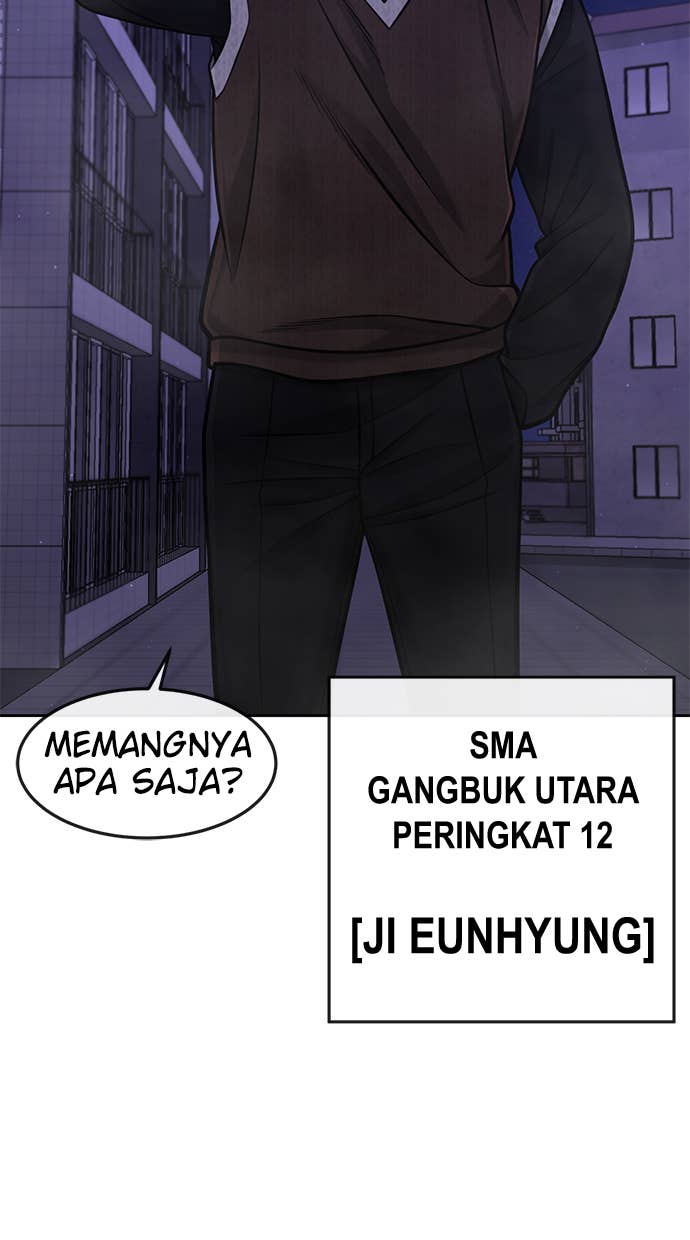 MEMANGNYA
APA SAJA?
SMA
GANGBUK UTARA
PERINGKAT 12
[JI EUNHYUNG]